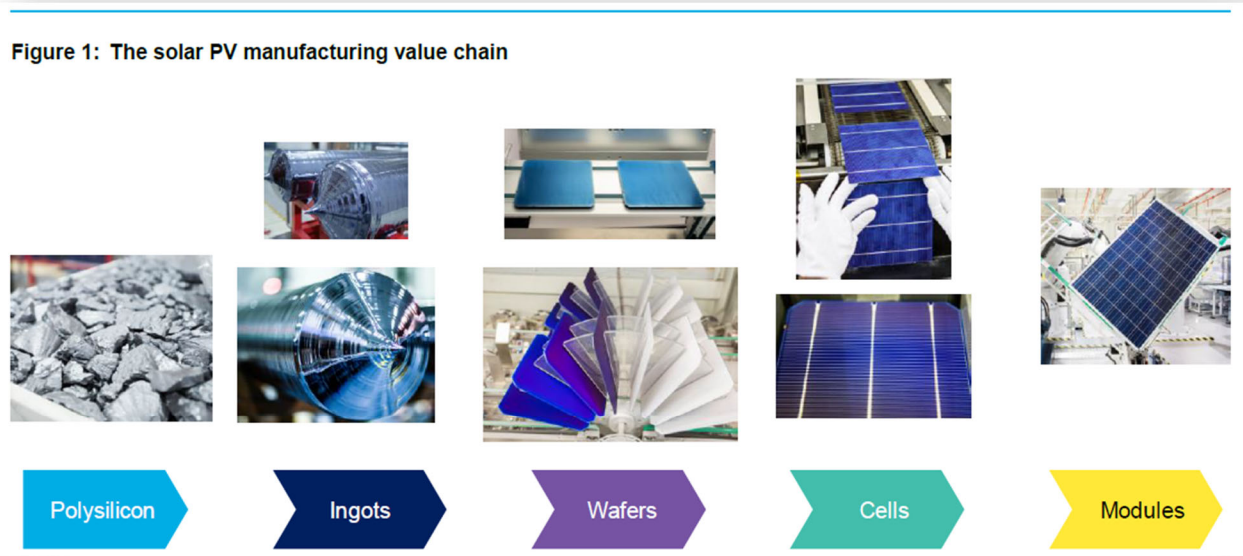 Figure 1: The solar PV manufacturing value chain
Polysilicon
Ingots
Wafers
Cells
Modules